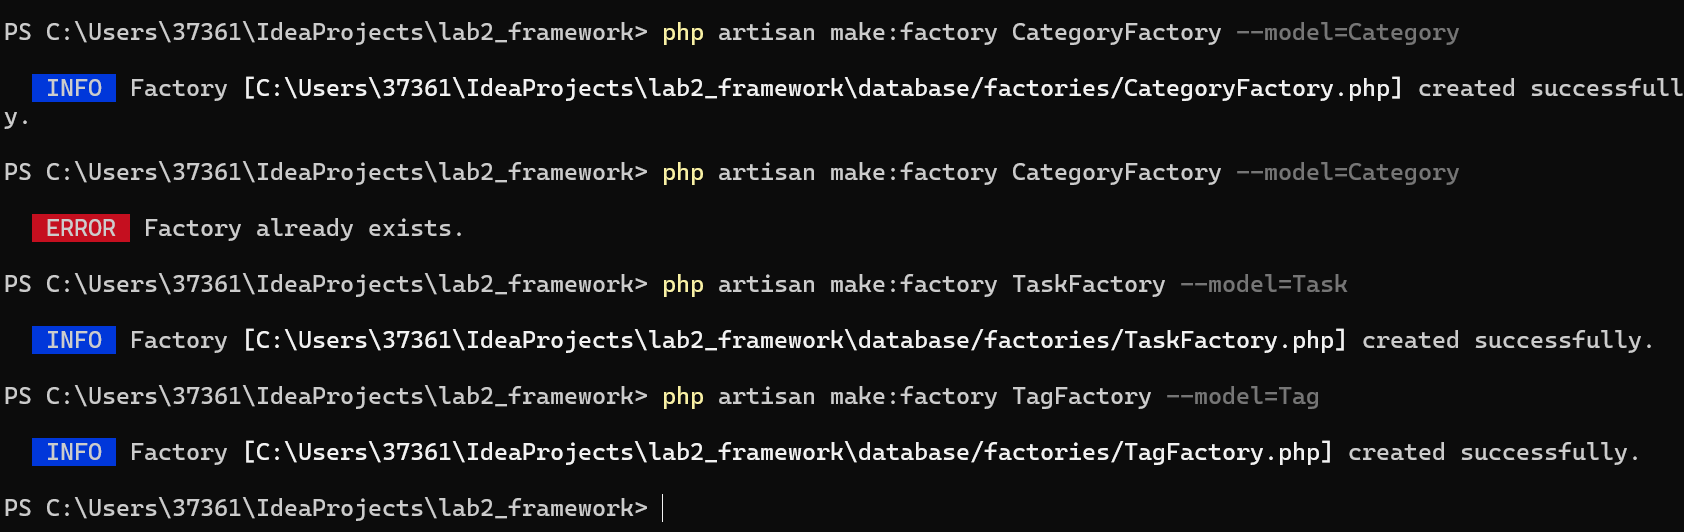 PS C:\Users\37361\IdeaProjects\lab2_framework> php artisan make:factory CategoryFactory --model=Category
INFO Factory [C:\Users\37361\IdeaProjects\lab2_framework\database/factories/CategoryFactory.php] created successfull
y.
PS C:\Users\37361\IdeaProjects\lab2_framework> php artisan make:factory CategoryFactory --model=Category
ERROR Factory already exists.
PS C:\Users\37361\IdeaProjects\lab2_framework> php artisan make:factory TaskFactory --model=Task
INFO Factory [C:\Users\37361\IdeaProjects\lab2_framework\database/factories/TaskFactory.php] created successfully.
PS C:\Users\37361\IdeaProjects\lab2_framework> php artisan make:factory TagFactory --model=Tag
INFO Factory [C:\Users\37361\IdeaProjects\lab2_framework\database/factories/TagFactory.php] created successfully.
PS C:\Users\37361\IdeaProjects\lab2_framework>